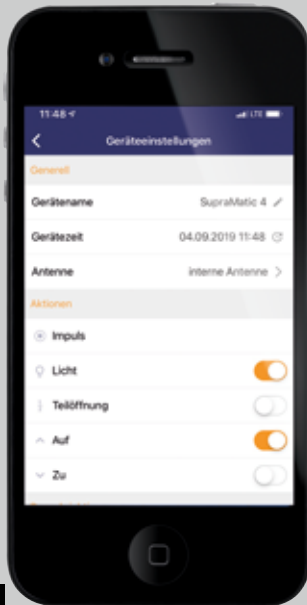 11:48 LTE
Geräteeinstellungen
Generell
Gerätename SupraMatic 4
Gerätezeit 04.09.2019 11:48
Antenne interne Antenne
Aktionen
Impuls
Licht
Teilöffnung
Auf
Zu